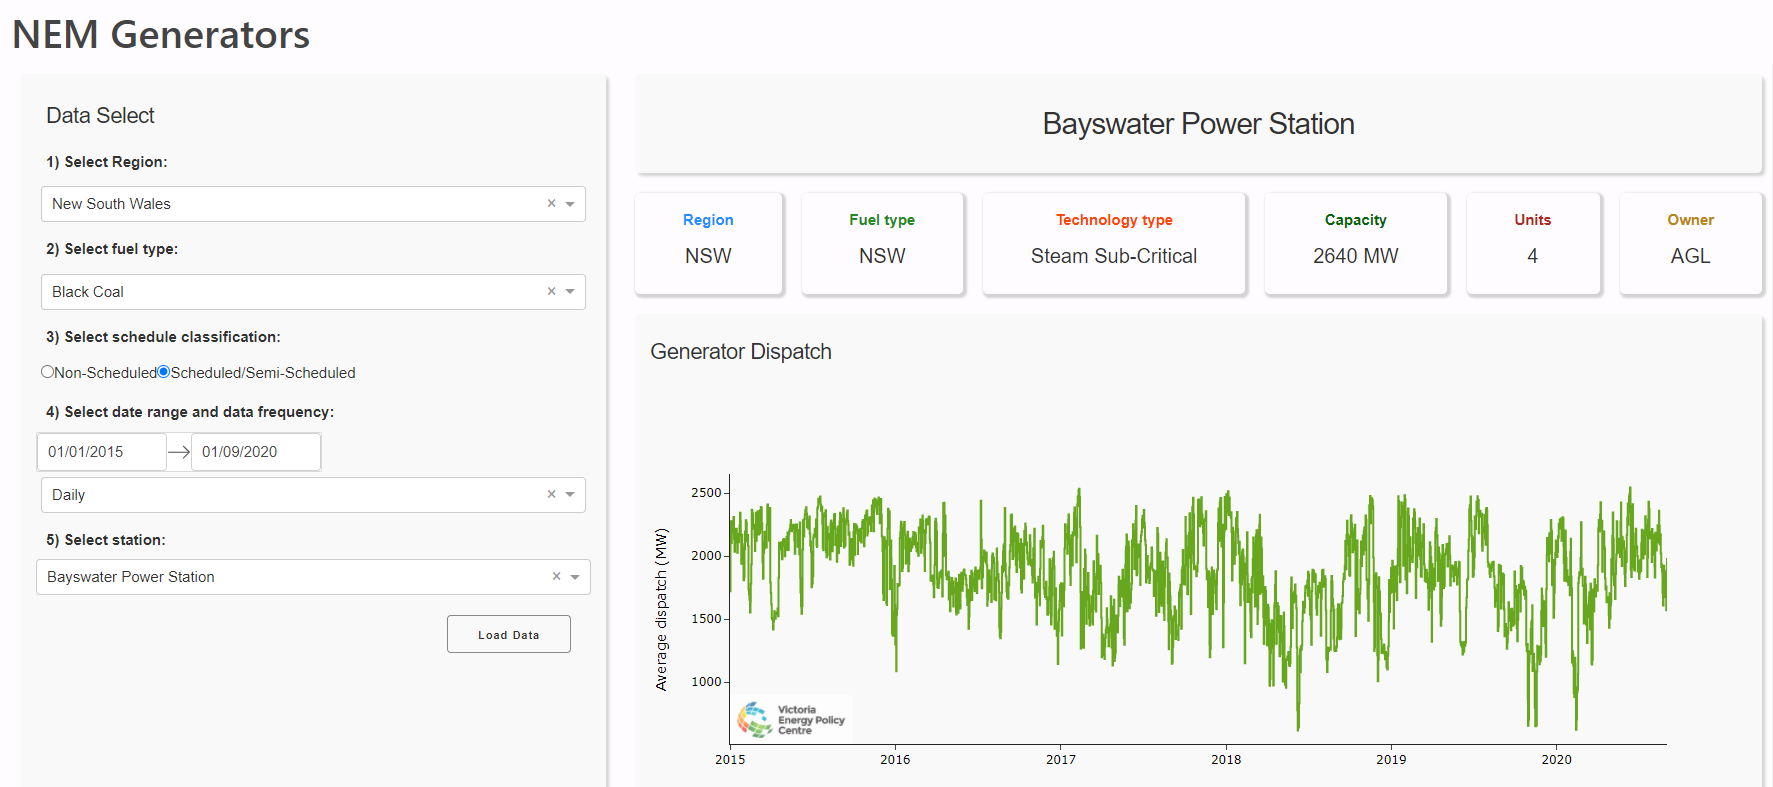 NEM Generators
Data Select
1) Select Region:
New South Wales
2) Select fuel type:
Black Coal
3) Select schedule classification:
Non-Scheduled Scheduled/Semi-Scheduled
4) Select date range and data frequency:
01/01/2015 → 01/09/2020
Daily
5) Select station:
Bayswater Power Station
Load Data
Bayswater Power Station
Region
NSW
Fuel type
NSW
Technology type
Steam Sub-Critical
Capacity
2640 MW
Units
4
Owner
AGL
Generator Dispatch
Average dispatch (MW)
2500
2000
1500
1000
Victoria
Energy Policy
Centre
2015 2016 2017 2018 2019 2020